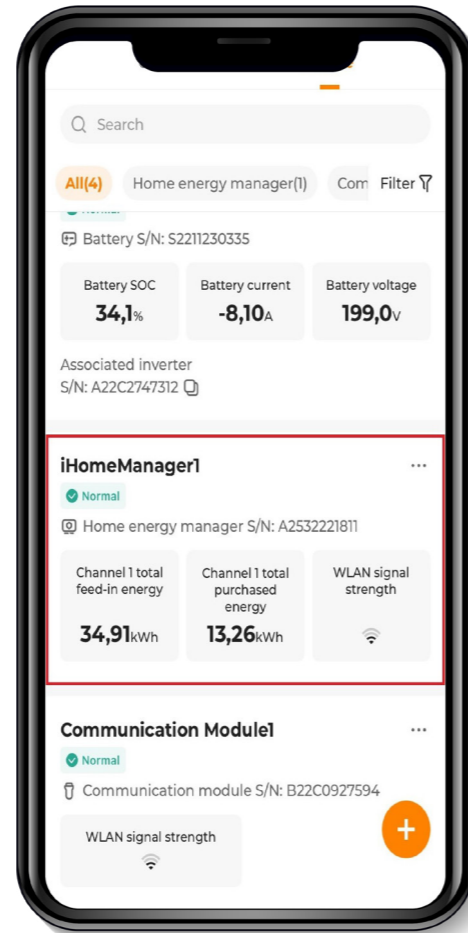 Search
All(4) Home energy manager(1) Com Filter
Battery S/N: S2211230335
Battery SOC Battery current Battery voltage
34,1% -8,10A 199,0V
Associated inverter
S/N: A22C2747312
iHomeManager1
Normal
Home energy manager S/N: A2532221811
Channel 1 total feed-in energy
34,91kWh
Channel 1 total purchased energy
13,26kWh
WLAN signal strength
Communication Module1
Normal
Communication module S/N: B22C0927594
WLAN signal strength
+